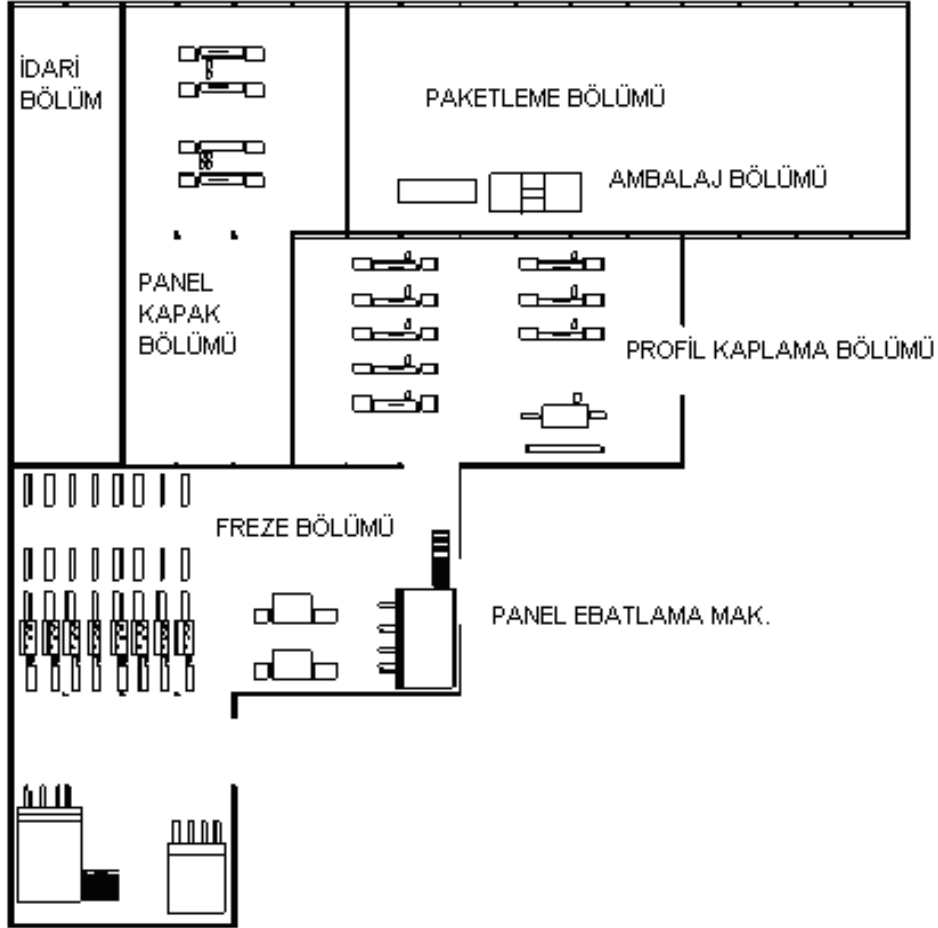 İDARİ
BÖLÜM
PAKETLEME BÖLÜMÜ
AMBALAJ BÖLÜMÜ
PANEL
KAPAK
BÖLÜMÜ
PROFİL KAPLAMA BÖLÜMÜ
FREZE BÖLÜMÜ
PANEL EBATLAMA MAK.